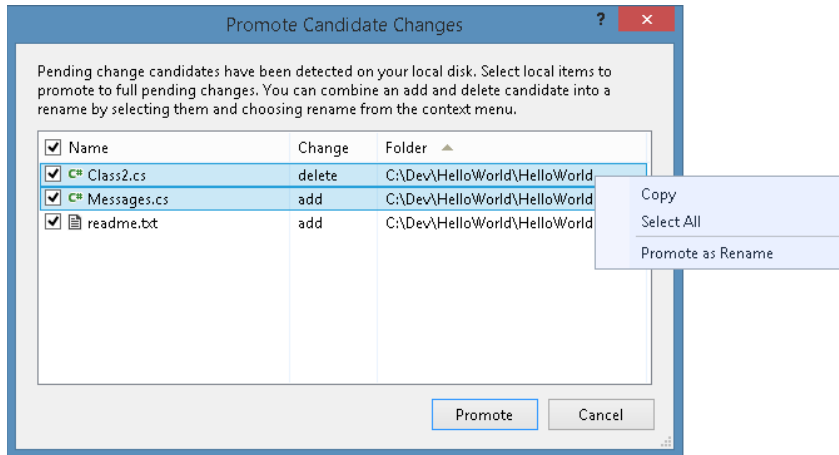 Promote Candidate Changes ?
Pending change candidates have been detected on your local disk. Select local items to
promote to full pending changes. You can combine an add and delete candidate into a
rename by selecting them and choosing rename from the context menu.
Name Change Folder
C# Class2.cs delete C:\Dev\HelloWorld\HelloWorld
C# Messages.cs add C:\Dev\HelloWorld\HelloWorld
readme.txt add C:\Dev\HelloWorld\HelloWorld
Copy
Select All
Promote as Rename
Promote Cancel